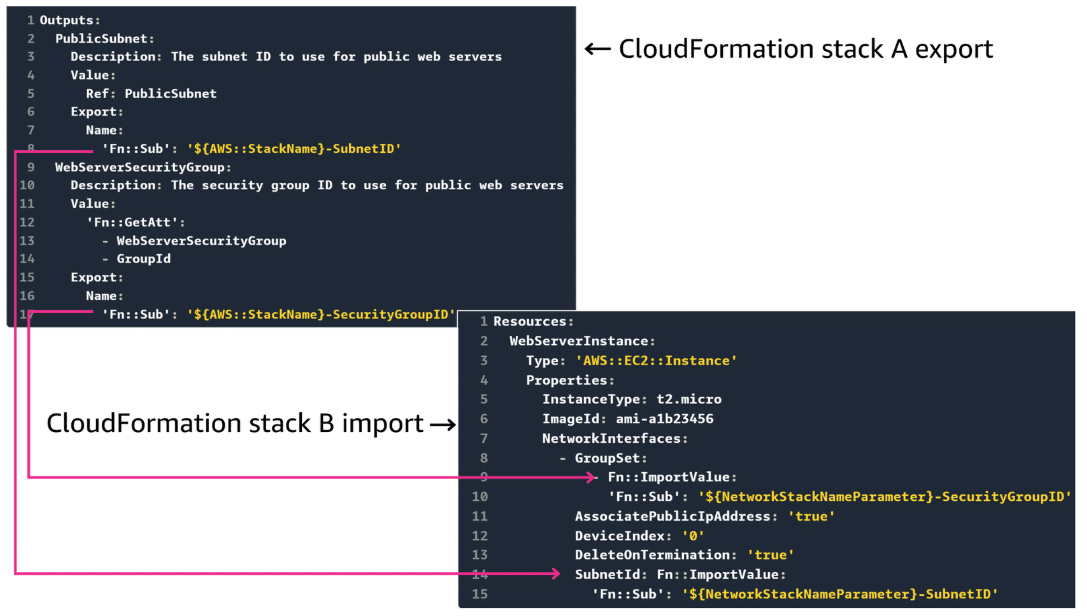 1 Outputs:
2 PublicSubnet:
3 Description: The subnet ID to use for public web servers
4 Value:
5 Ref: PublicSubnet
6 Export:
7 Name:
8 'Fn::Sub': '${AWS::StackName}-SubnetID'
9 WebServerSecurityGroup:
10 Description: The security group ID to use for public web servers
11 Value:
12 'Fn::GetAtt':
13 - WebServerSecurityGroup
14 - GroupId
15 Export:
16 Name:
17 'Fn::Sub': '${AWS::StackName}-SecurityGroupID'
← CloudFormation stack A export
CloudFormation stack B import →
1 Resources:
2 WebServerInstance:
3 Type: 'AWS::EC2::Instance'
4 Properties:
5 InstanceType: t2.micro
6 ImageId: ami-a1b23456
7 NetworkInterfaces:
8 - GroupSet:
9 - Fn::ImportValue:
10 'Fn::Sub': '${NetworkStackNameParameter}-SecurityGroupID'
11 AssociatePublicIpAddress: 'true'
12 DeviceIndex: '0'
13 DeleteOnTermination: 'true'
14 SubnetId: Fn::ImportValue:
15 'Fn::Sub': '${NetworkStackNameParameter}-SubnetID'